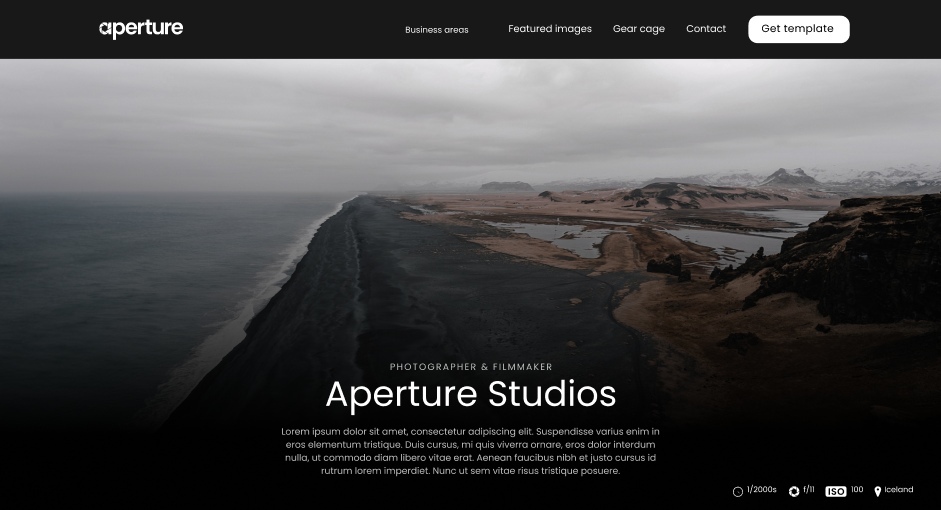 aperture
Business areas
Featured images
Gear cage
Contact
Get template
PHOTOGRAPHER & FILMMAKER
Aperture Studios
Lorem ipsum dolor sit amet, consectetur adipiscing elit. Suspendisse varius enim in
eros elementum tristique. Duis cursus, mi quis viverra ornare, eros dolor interdum
nulla, ut commodo diam libero vitae erat. Aenean faucibus nibh et justo cursus id
rutrum lorem imperdiet. Nunc ut sem vitae risus tristique posuere.
1/2000s
f/11
ISO 100
Iceland